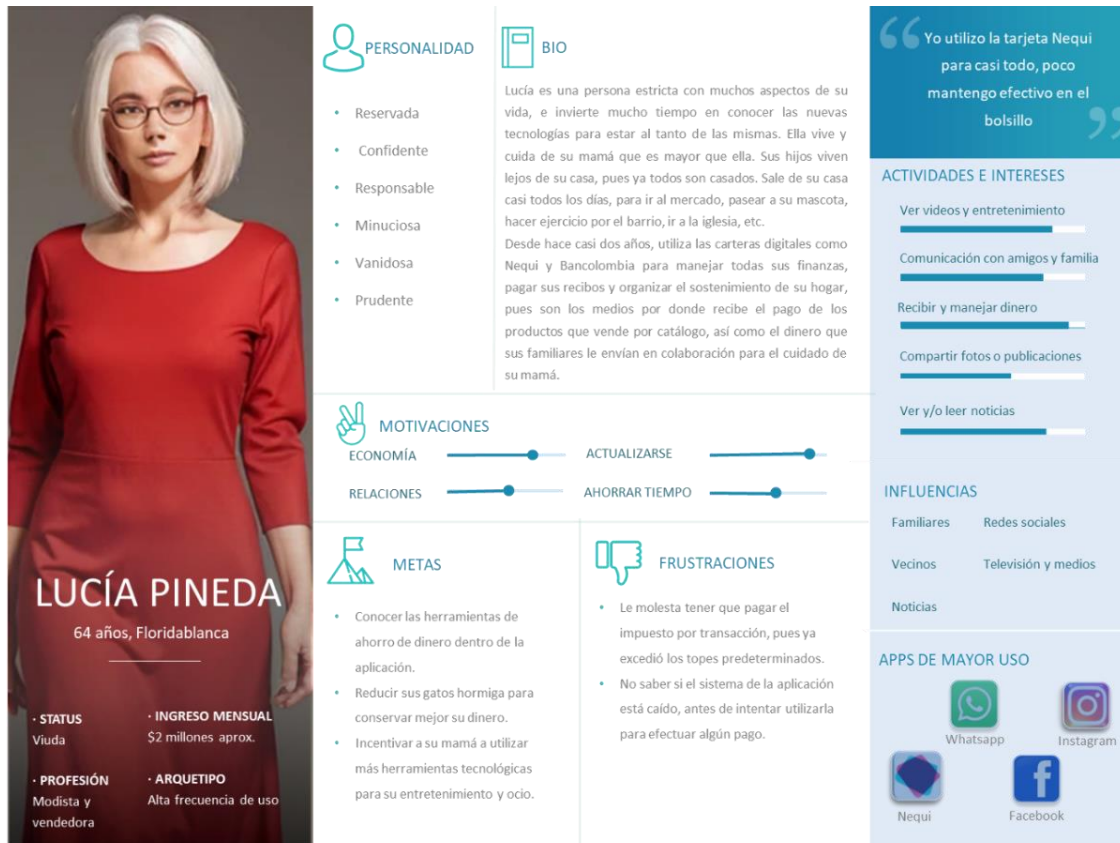 LUCÍA PINEDA
64 años, Floridablanca
· STATUS
Viuda
· INGRESO MENSUAL
$2 millones aprox.
· PROFESIÓN
Modista y
vendedora
· ARQUETIPO
Alta frecuencia de uso
PERSONALIDAD
• Reservada
• Confidente
• Responsable
• Minuciosa
• Vanidosa
• Prudente
BIO
Lucía es una persona estricta con muchos aspectos de su
vida, e invierte mucho tiempo en conocer las nuevas
tecnologías para estar al tanto de las mismas. Ella vive y
cuida de su mamá que es mayor que ella. Sus hijos viven
lejos de su casa, pues ya todos son casados. Sale de su casa
casi todos los días, para ir al mercado, pasear a su mascota,
hacer ejercicio por el barrio, ir a la iglesia, etc.
Desde hace casi dos años, utiliza las carteras digitales como
Nequi y Bancolombia para manejar todas sus finanzas,
pagar sus recibos y organizar el sostenimiento de su hogar,
pues son los medios por donde recibe el pago de los
productos que vende por catálogo, así como el dinero que
sus familiares le envían en colaboración para el cuidado de
su mamá.
MOTIVACIONES
ECONOMÍA
ACTUALIZARSE
RELACIONES
AHORRAR TIEMPO
METAS
• Conocer las herramientas de
ahorro de dinero dentro de la
aplicación.
• Reducir sus gatos hormiga para
conservar mejor su dinero.
• Incentivar a su mamá a utilizar
más herramientas tecnológicas
para su entretenimiento y ocio.
FRUSTRACIONES
• Le molesta tener que pagar el
impuesto por transacción, pues ya
excedió los topes predeterminados.
• No saber si el sistema de la aplicación
está caído, antes de intentar utilizarla
para efectuar algún pago.
“ Yo utilizo la tarjeta Nequi
para casi todo, poco
mantengo efectivo en el
bolsillo ”
ACTIVIDADES E INTERESES
Ver videos y entretenimiento
Comunicación con amigos y familia
Recibir y manejar dinero
Compartir fotos o publicaciones
Ver y/o leer noticias
INFLUENCIAS
Familiares
Redes sociales
Vecinos
Televisión y medios
Noticias
APPS DE MAYOR USO
Whatsapp
Instagram
Nequi
Facebook